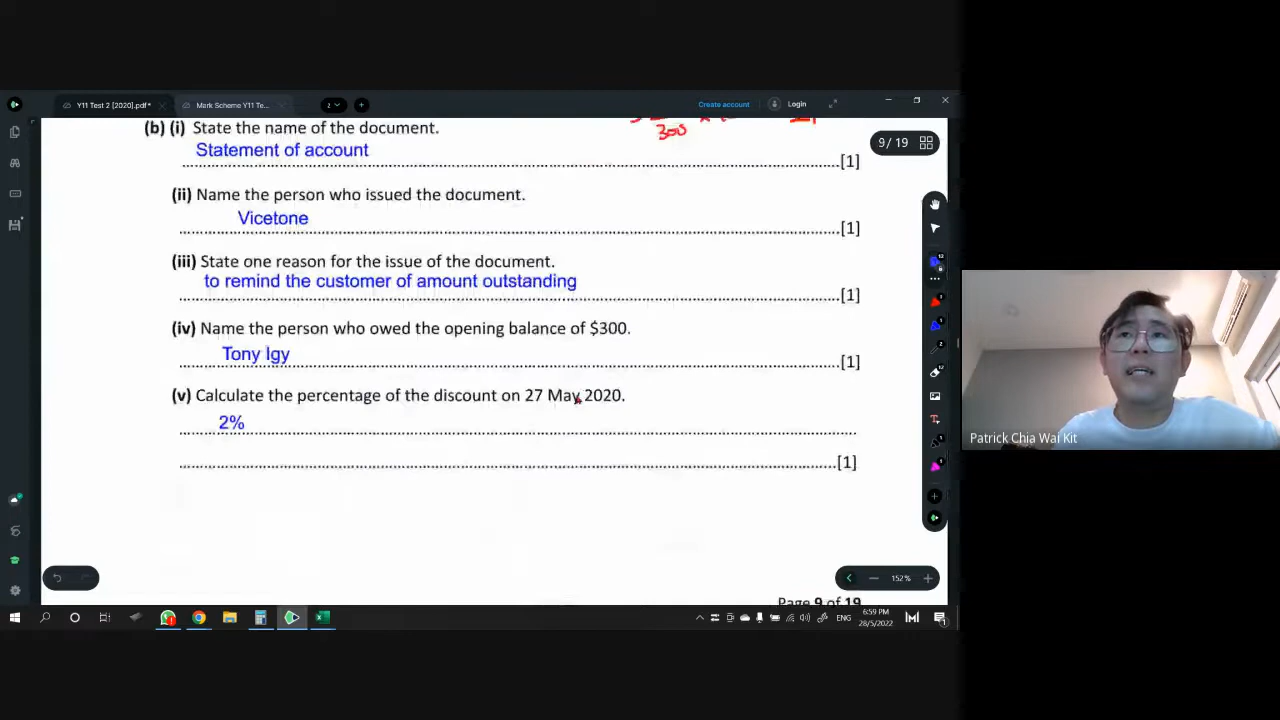 Y11 Test 2 [2020].pdf*
Mark Scheme Y11 Te...
2
Create account
Login
300
9 / 19
(b) (i) State the name of the document.
Statement of account
[1]
(ii) Name the person who issued the document.
Vicetone
[1]
(iii) State one reason for the issue of the document.
to remind the customer of amount outstanding
[1]
(iv) Name the person who owed the opening balance of $300.
Tony Igy
[1]
(v) Calculate the percentage of the discount on 27 May 2020.
2%
[1]
152%
Page 9 of 19
Patrick Chia Wai Kit
ENG
6:59 PM
28/5/2022